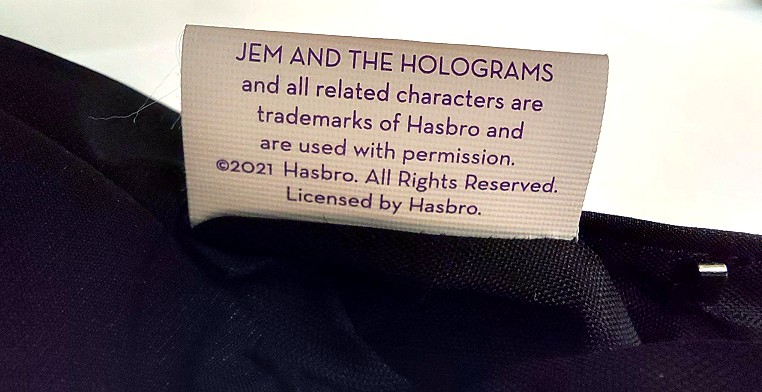 JEM AND THE HOLOGRAMS
and all related characters are
trademarks of Hasbro and
are used with permission.
©2021 Hasbro. All Rights Reserved.
Licensed by Hasbro.